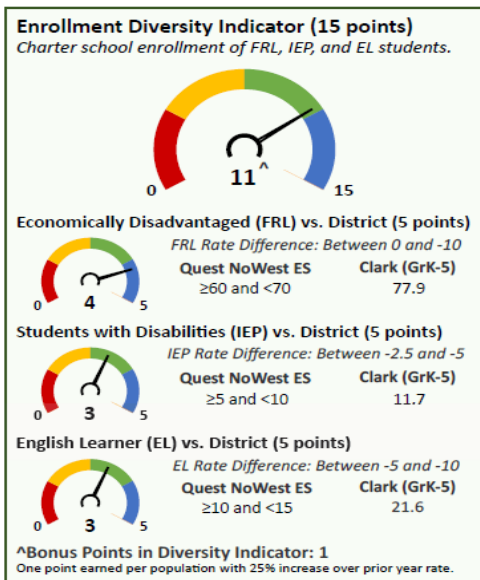 Enrollment Diversity Indicator (15 points)
Charter school enrollment of FRL, IEP, and EL students.
0 11^ 15
Economically Disadvantaged (FRL) vs. District (5 points)
FRL Rate Difference: Between 0 and -10
Quest NoWest ES Clark (GrK-5)
≥60 and <70 77.9
0 4 5
Students with Disabilities (IEP) vs. District (5 points)
IEP Rate Difference: Between -2.5 and -5
Quest NoWest ES Clark (GrK-5)
≥5 and <10 11.7
0 3 5
English Learner (EL) vs. District (5 points)
EL Rate Difference: Between -5 and -10
Quest NoWest ES Clark (GrK-5)
≥10 and <15 21.6
0 3 5
^Bonus Points in Diversity Indicator: 1
One point earned per population with 25% increase over prior year rate.